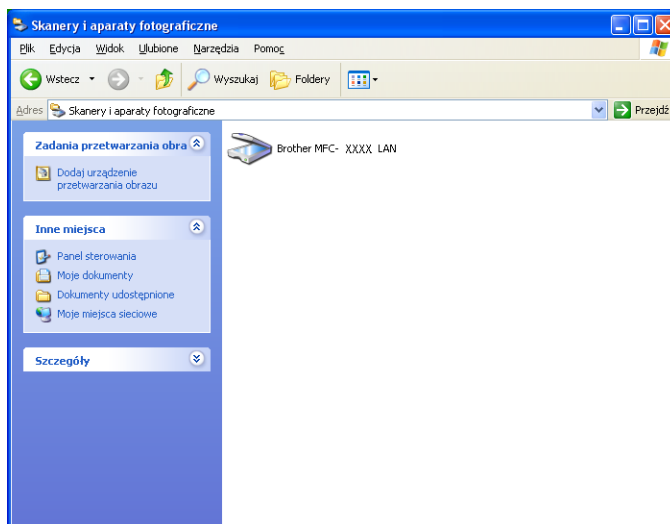 Skanery i aparaty fotograficzne
Plik Edycja Widok Ulubione Narzędzia Pomoc
Wstecz Wyszukaj Foldery
Adres Skanery i aparaty fotograficzne Przejdź
Zadania przetwarzania obra
Dodaj urządzenie
przetwarzania obrazu
Inne miejsca
Panel sterowania
Moje dokumenty
Dokumenty udostępnione
Moje miejsca sieciowe
Szczegóły
Brother MFC- XXXX LAN